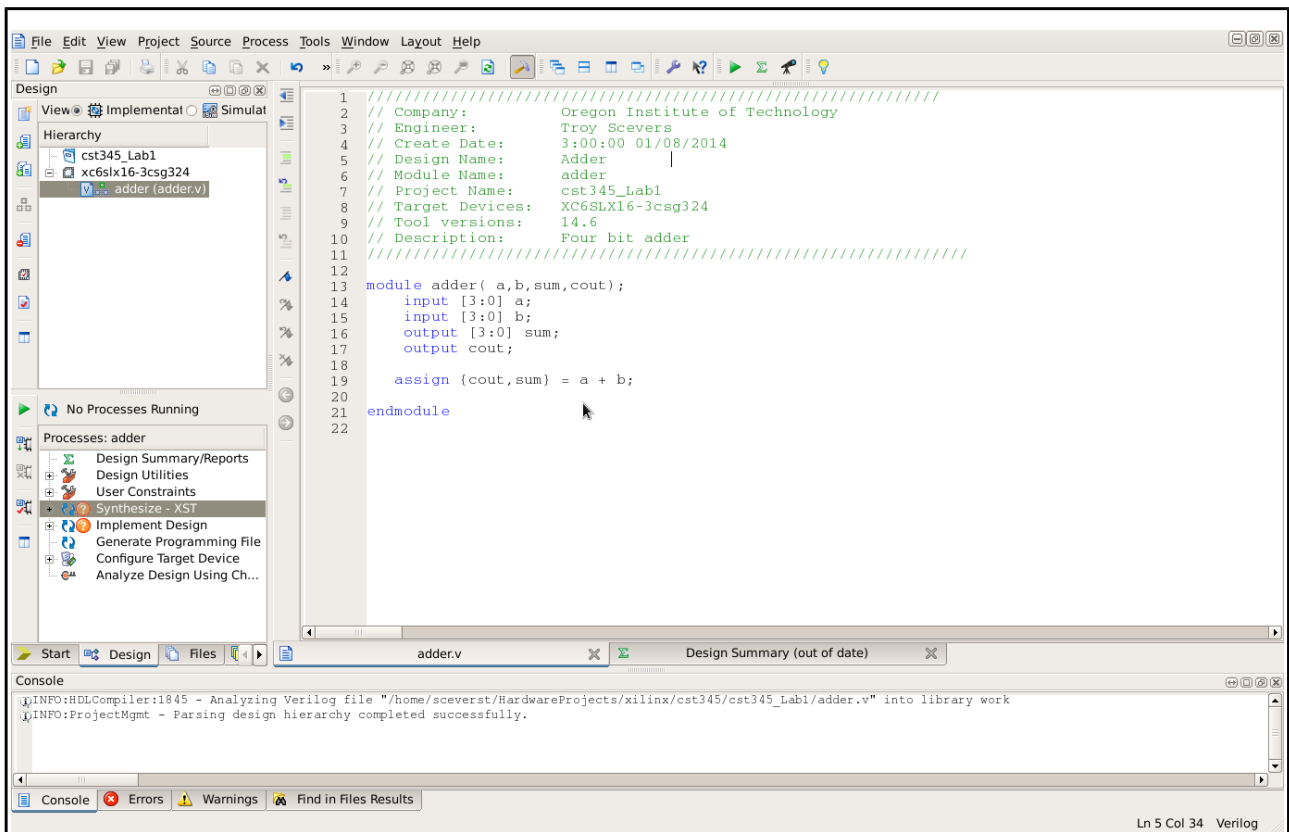 File Edit View Project Source Process Tools Window Layout Help
Design
View Implementat Simulat
Hierarchy
cst345_Lab1
xc6slx16-3csg324
adder (adder.v)
No Processes Running
Processes: adder
Design Summary/Reports
Design Utilities
User Constraints
Synthesize - XST
Implement Design
Generate Programming File
Configure Target Device
Analyze Design Using Ch...
Start Design Files
1 //////////////////////////////////////////////////////////////
2 // Company: Oregon Institute of Technology
3 // Engineer: Troy Scevers
4 // Create Date: 3:00:00 01/08/2014
5 // Design Name: Adder
6 // Module Name: adder
7 // Project Name: cst345_Lab1
8 // Target Devices: XC6SLX16-3csg324
9 // Tool versions: 14.6
10 // Description: Four bit adder
11 /////////////////////////////////////////////////////////////////
12
13 module adder( a,b,sum,cout);
14 input [3:0] a;
15 input [3:0] b;
16 output [3:0] sum;
17 output cout;
18
19 assign {cout,sum} = a + b;
20
21 endmodule
22
adder.v Design Summary (out of date)
Console
INFO:HDLCompiler:1845 - Analyzing Verilog file "/home/sceverst/HardwareProjects/xilinx/cst345/cst345_Lab1/adder.v" into library work
INFO:ProjectMgmt - Parsing design hierarchy completed successfully.
Console Errors Warnings Find in Files Results
Ln 5 Col 34 Verilog